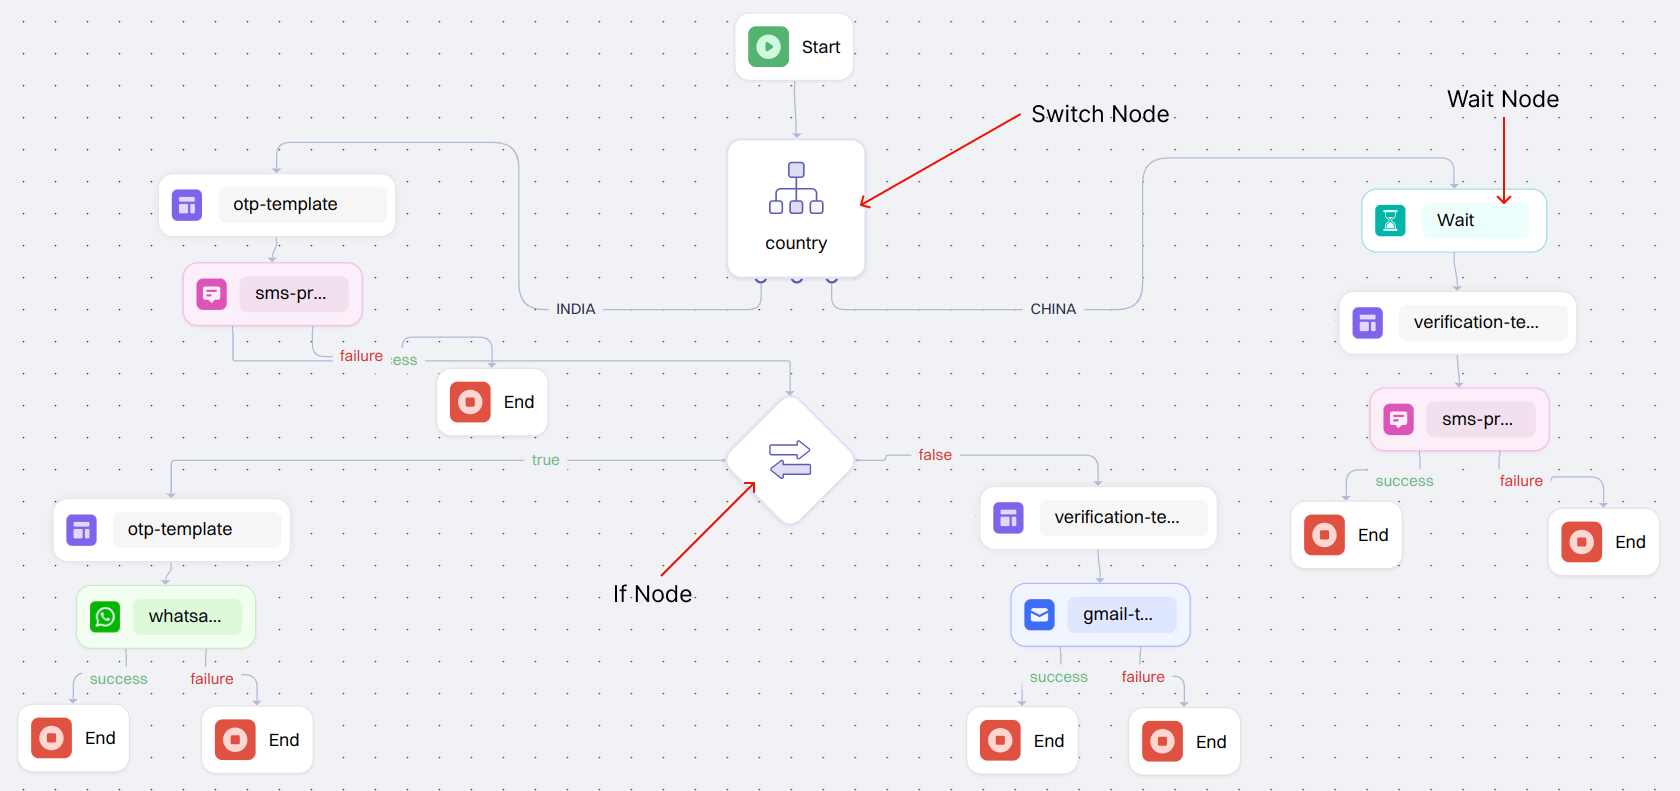 Start
Switch Node
Wait Node
otp-template
country
Wait
sms-pr...
INDIA
CHINA
verification-te...
failure
End
sms-pr...
true
false
success
failure
otp-template
verification-te...
End
End
If Node
whatsa...
gmail-t...
success
failure
success
failure
End
End
End
End